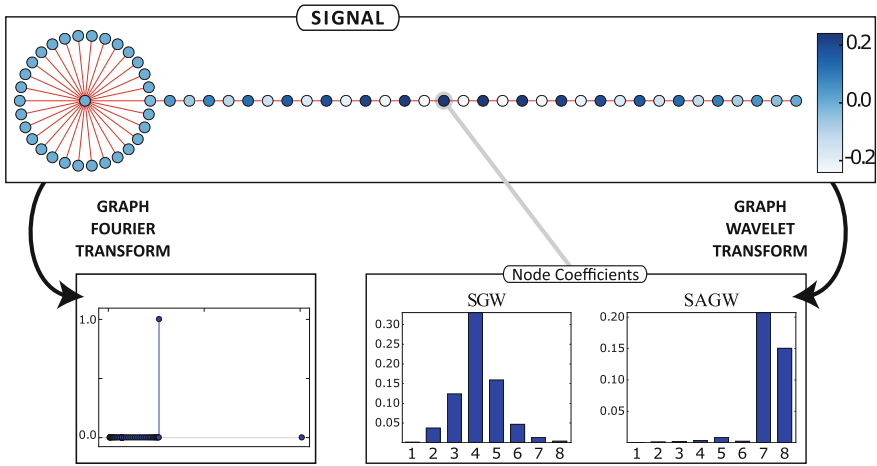 SIGNAL
0.2
0.0
-0.2
GRAPH
FOURIER
TRANSFORM
GRAPH
WAVELET
TRANSFORM
Node Coefficients
1.0
0.0
SGW
0.30
0.25
0.20
0.15
0.10
0.05
1 2 3 4 5 6 7 8
SAGW
0.20
0.15
0.10
0.05
1 2 3 4 5 6 7 8